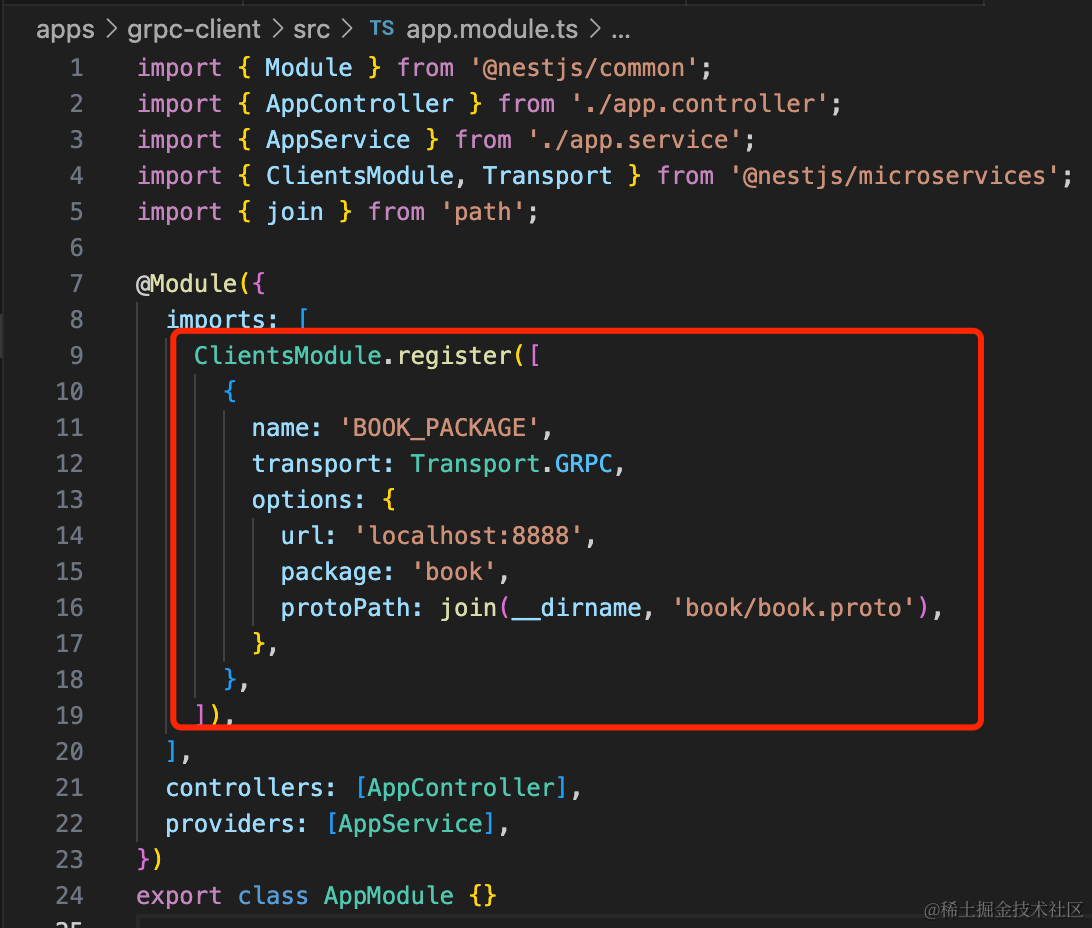 apps > grpc-client > src > TS app.module.ts > ...
1 import { Module } from '@nestjs/common';
2 import { AppController } from './app.controller';
3 import { AppService } from './app.service';
4 import { ClientsModule, Transport } from '@nestjs/microservices';
5 import { join } from 'path';
6
7 @Module({
8   imports: [
9     ClientsModule.register([
10       {
11         name: 'BOOK_PACKAGE',
12         transport: Transport.GRPC,
13         options: {
14           url: 'localhost:8888',
15           package: 'book',
16           protoPath: join(__dirname, 'book/book.proto'),
17         },
18       },
19     ]),
20   ],
21   controllers: [AppController],
22   providers: [AppService],
23 })
24 export class AppModule {}
25
@稀土掘金技术社区